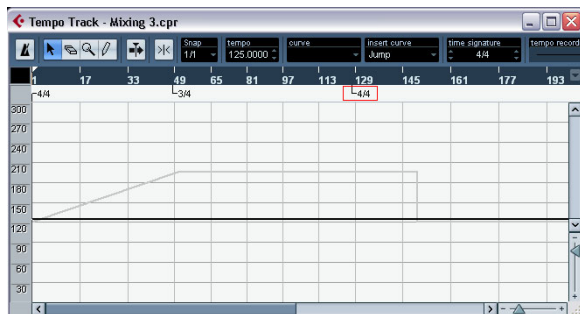 Tempo Track - Mixing 3.cpr
Snap tempo curve insert curve time signature tempo record
1/1 125.0000 Jump 4/4
1 17 33 49 65 81 97 113 129 145 161 177 193
4/4 3/4 4/4
300
270
240
210
180
150
120
90
60
30